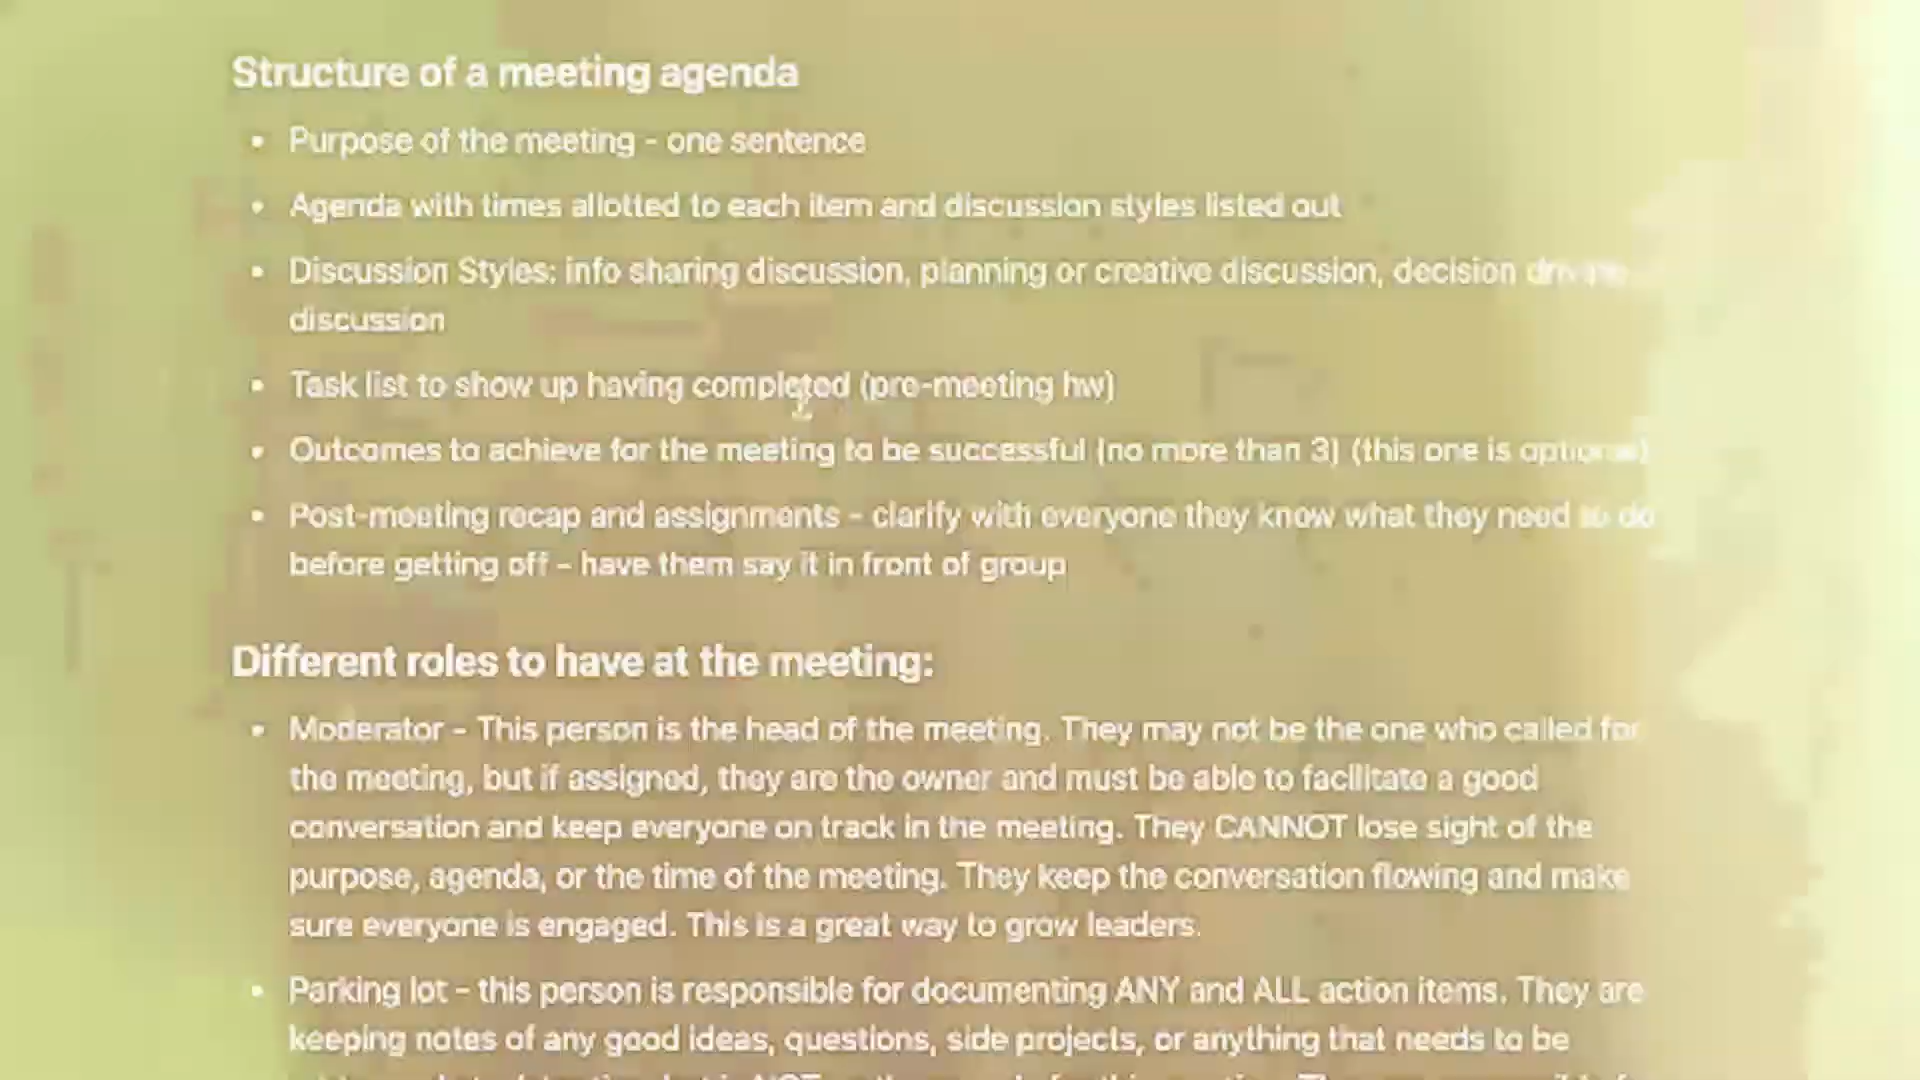 Structure of a meeting agenda
• Purpose of the meeting - one sentence
• Agenda with times allotted to each item and discussion styles listed out
• Discussion Styles: info sharing discussion, planning or creative discussion, decision driving
discussion
• Task list to show up having completed (pre-meeting hw)
• Outcomes to achieve for the meeting to be successful (no more than 3) (this one is optional)
• Post-meeting recap and assignments - clarify with everyone they know what they need to do
before getting off - have them say it in front of group
Different roles to have at the meeting:
• Moderator - This person is the head of the meeting. They may not be the one who called for
the meeting, but if assigned, they are the owner and must be able to facilitate a good
conversation and keep everyone on track in the meeting. They CANNOT lose sight of the
purpose, agenda, or the time of the meeting. They keep the conversation flowing and make
sure everyone is engaged. This is a great way to grow leaders.
• Parking lot - this person is responsible for documenting ANY and ALL action items. They are
keeping notes of any good ideas, questions, side projects, or anything that needs to be